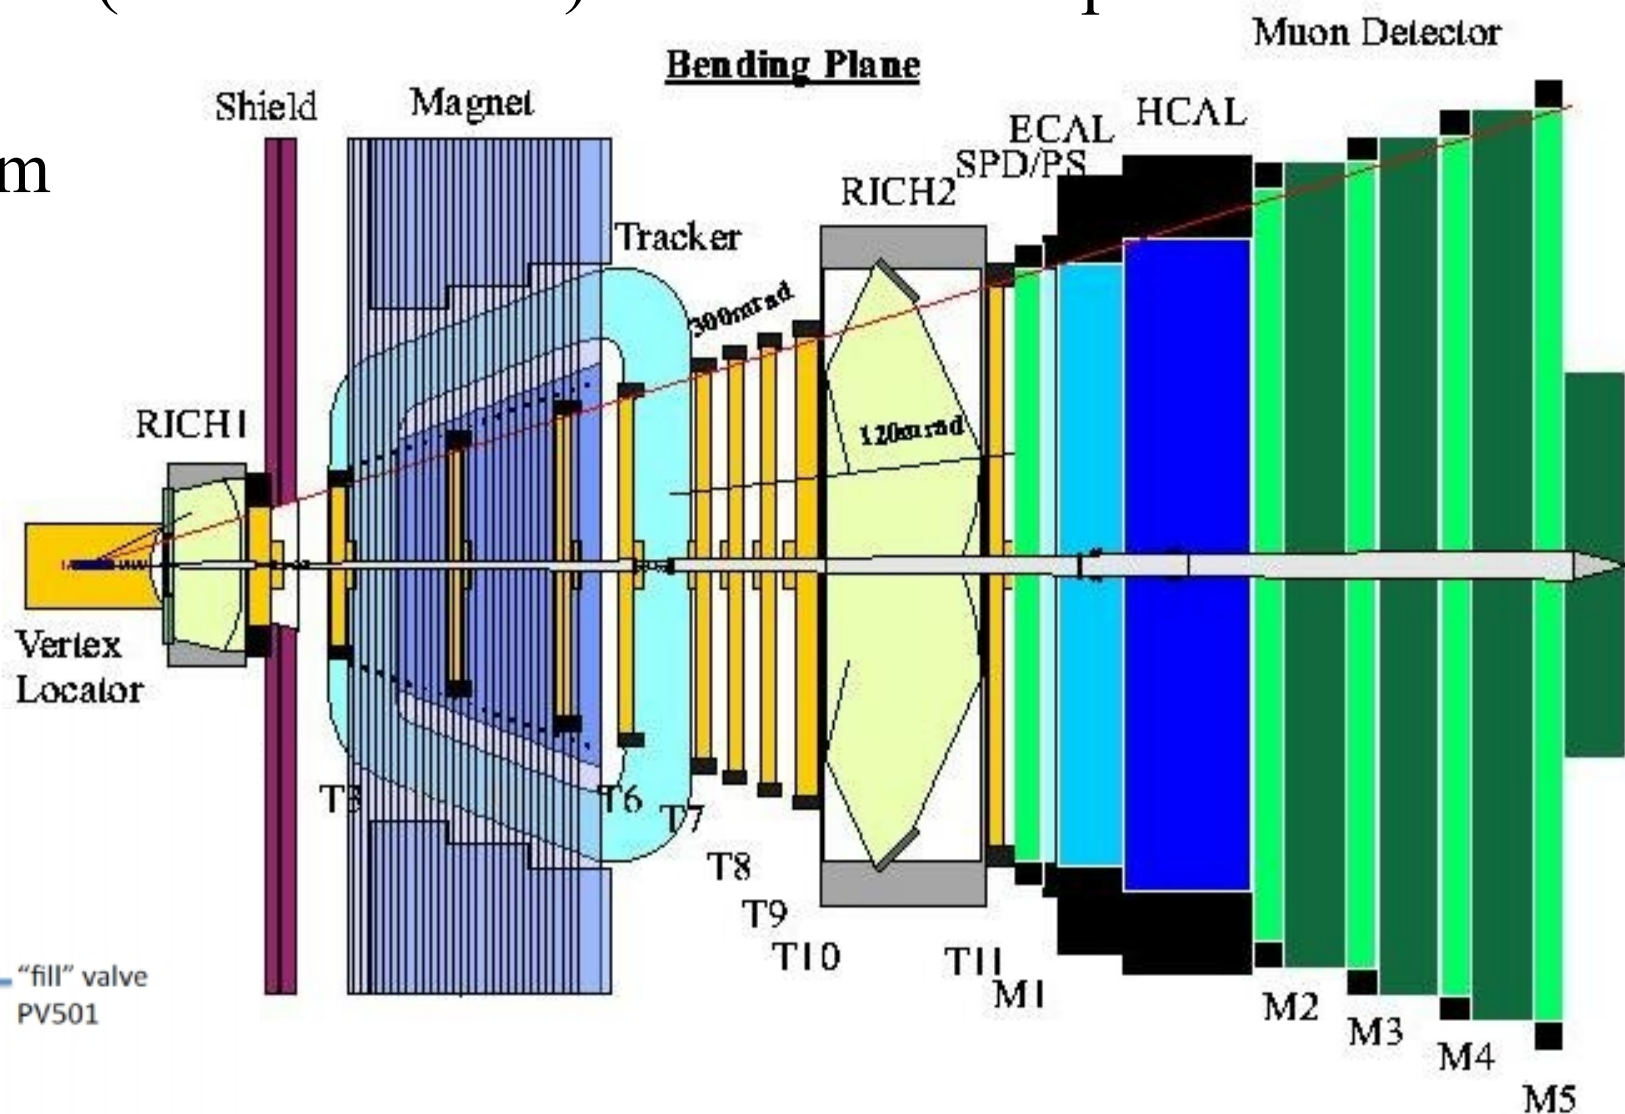 m
Muon Detector
Bending Plane
Shield
Magnet
HCAL
ECAL
SPD/PS
RICH2
Tracker
300mrad
RICH1
120mrad
Vertex
Locator
T3
T6
T7
T8
T9
T10
T11
M1
M2
M3
M4
M5
"fill" valve
PV501